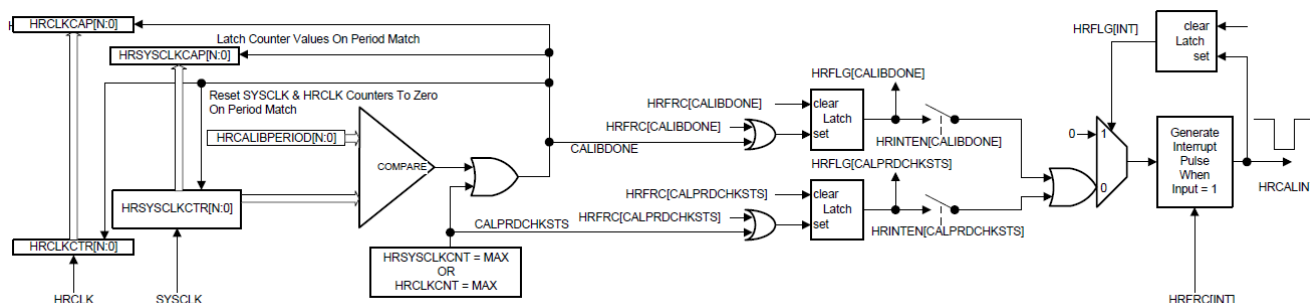 HRCLKCAP[N:0]
Latch Counter Values On Period Match
HRSYSCLKCAP[N:0]
Reset SYSCLK & HRCLK Counters To Zero
On Period Match
HRCALIBPERIOD[N:0]
COMPARE
HRSYSCLKCTR[N:0]
HRCLKCTR[N:0]
HRCLK
SYSCLK
HRSYSCLKCNT = MAX
OR
HRCLKCNT = MAX
CALPRDCHKSTS
CALIBDONE
HRFRC[CALIBDONE]
HRFRC[CALIBDONE]
clear
Latch
set
HRFLG[CALIBDONE]
HRINTEN[CALIBDONE]
HRFRC[CALPRDCHKSTS]
HRFRC[CALPRDCHKSTS]
clear
Latch
set
HRFLG[CALPRDCHKSTS]
HRINTEN[CALPRDCHKSTS]
HRFLG[INT]
clear
Latch
set
0
1
0
Generate
Interrupt
Pulse
When
Input = 1
HRCALIN
HRFRC[INT]